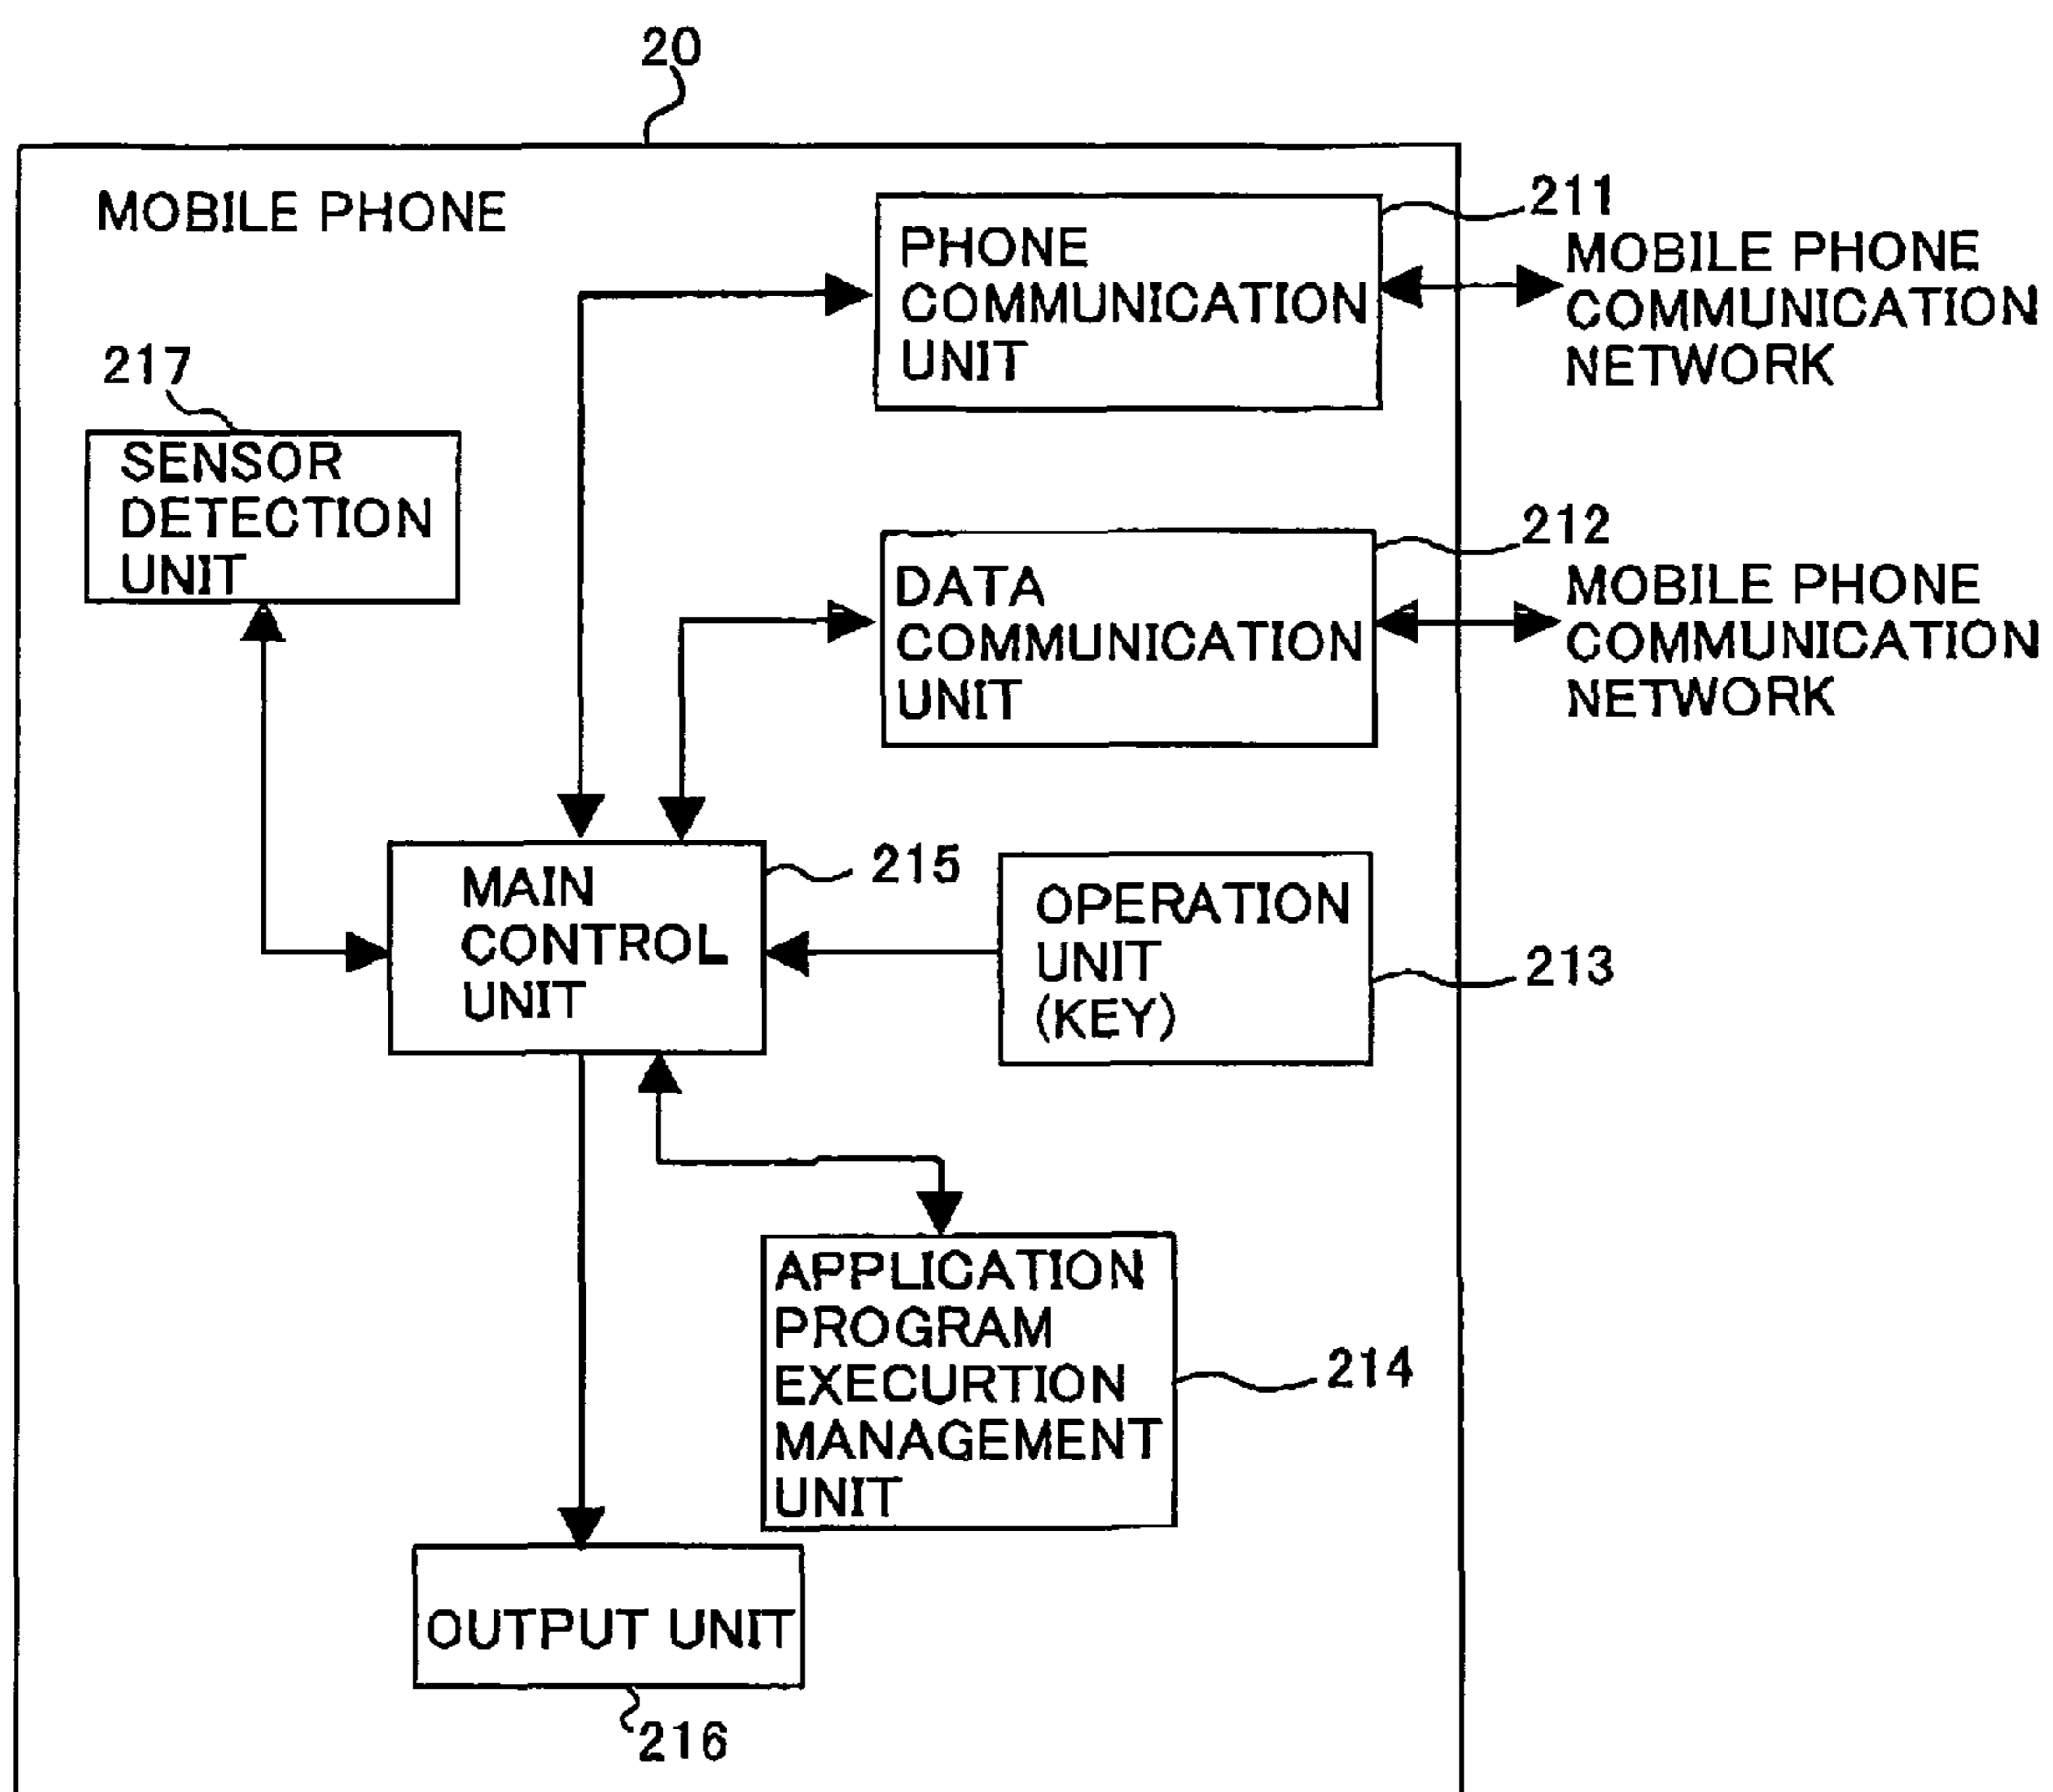 20
MOBILE PHONE
211
PHONE
COMMUNICATION
UNIT
MOBILE PHONE
COMMUNICATION
NETWORK
217
SENSOR
DETECTION
UNIT
212
DATA
COMMUNICATION
UNIT
MOBILE PHONE
COMMUNICATION
NETWORK
215
MAIN
CONTROL
UNIT
OPERATION
UNIT
(KEY)
213
APPLICATION
PROGRAM
EXECURTION
MANAGEMENT
UNIT
214
OUTPUT UNIT
216